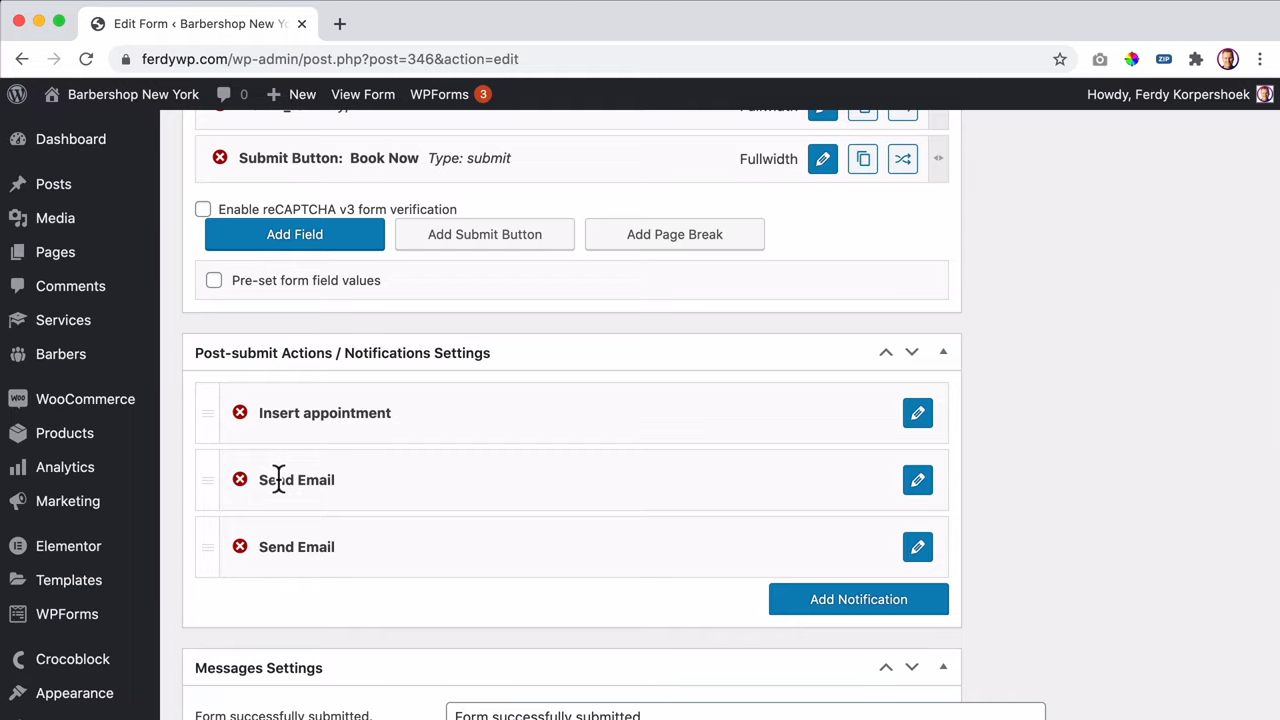 Edit Form ‹ Barbershop New Yo
ferdywp.com/wp-admin/post.php?post=346&action=edit
ZIP
Barbershop New York 0 New View Form WPForms 3 Howdy, Ferdy Korpershoek
Dashboard
Posts
Media
Pages
Comments
Services
Barbers
WOO WooCommerce
Products
Analytics
Marketing
Elementor
Templates
WPForms
Crocoblock
Appearance
Fullwidth
Submit Button: Book Now Type: submit Fullwidth
Enable reCAPTCHA v3 form verification
Add Field Add Submit Button Add Page Break
Pre-set form field values
Post-submit Actions / Notifications Settings
Insert appointment
Send Email
Send Email
Add Notification
Messages Settings
Form successfully submitted. Form successfully submitted.